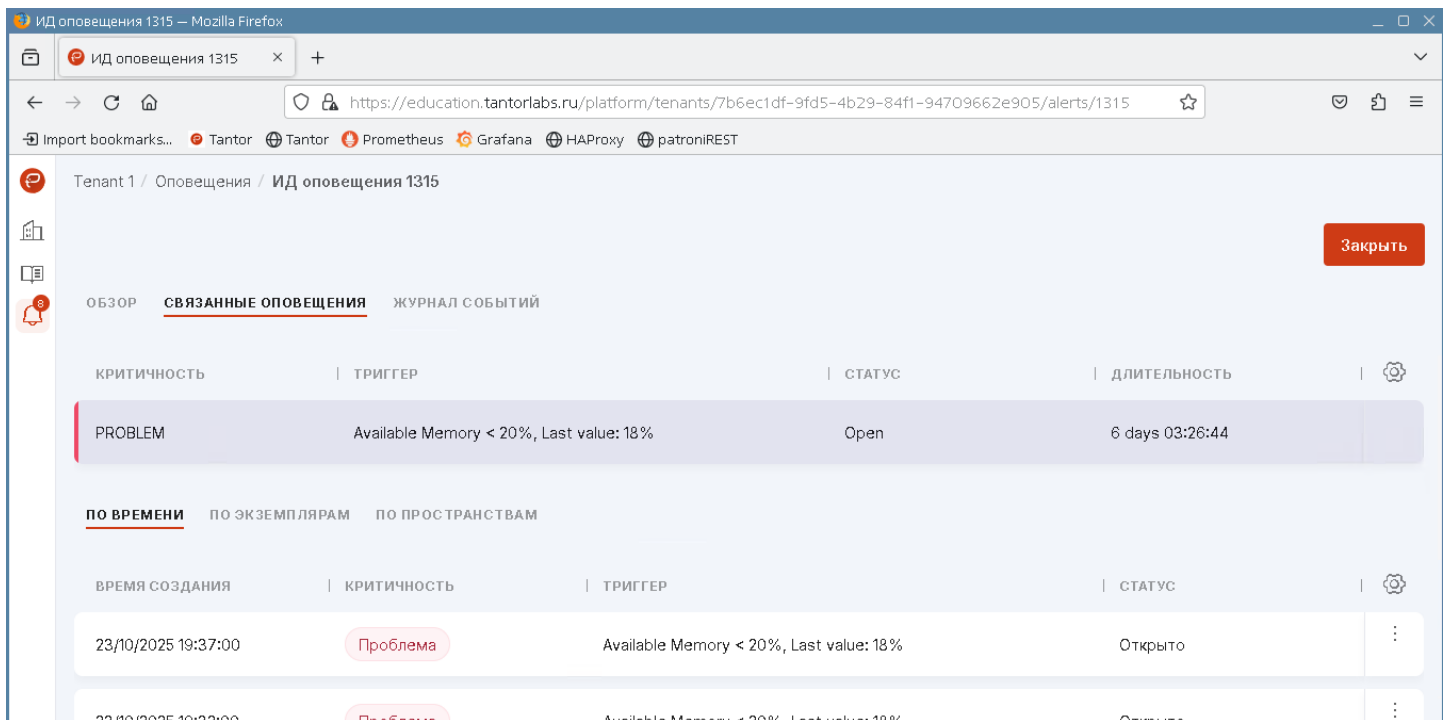 ИД оповещения 1315 — Mozilla Firefox
ИД оповещения 1315
https://education.tantorlabs.ru/platform/tenants/7b6ec1df-9fd5-4b29-84f1-94709662e905/alerts/1315
Import bookmarks... Tantor Tantor Prometheus Grafana HAProxy patroniREST
Tenant 1 / Оповещения / ИД оповещения 1315
Закрыть
8
ОБЗОР СВЯЗАННЫЕ ОПОВЕЩЕНИЯ ЖУРНАЛ СОБЫТИЙ
КРИТИЧНОСТЬ ТРИГГЕР СТАТУС ДЛИТЕЛЬНОСТЬ
PROBLEM Available Memory < 20%, Last value: 18% Open 6 days 03:26:44
ПО ВРЕМЕНИ ПО ЭКЗЕМПЛЯРАМ ПО ПРОСТРАНСТВАМ
ВРЕМЯ СОЗДАНИЯ КРИТИЧНОСТЬ ТРИГГЕР СТАТУС
23/10/2025 19:37:00 Проблема Available Memory < 20%, Last value: 18% Открыто